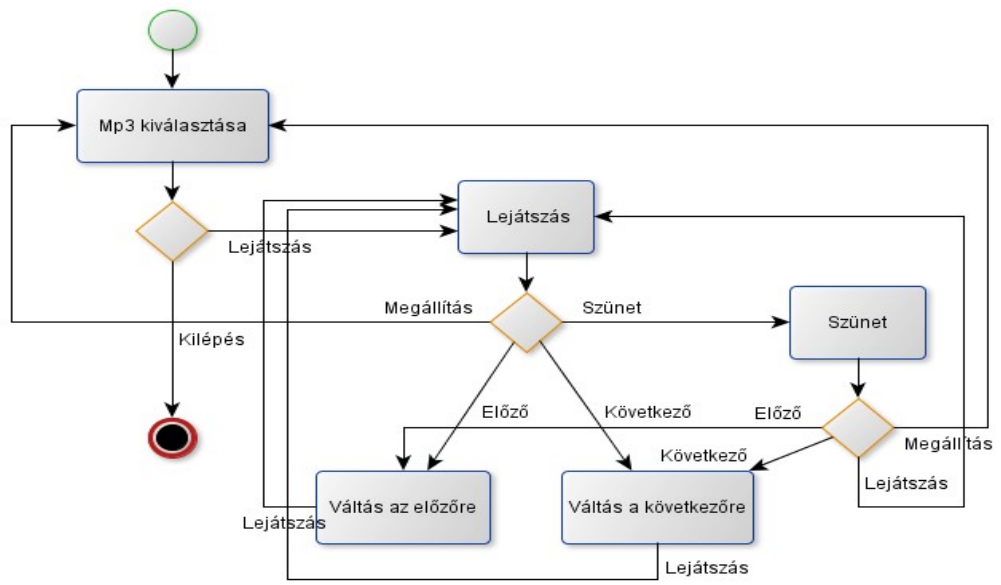 Mp3 kiválasztása
Lejátszás
Lejátszás
Megállítás
Szünet
Szünet
Kilépés
Előző
Következő
Előző
Megállítás
Következő
Lejátszás
Váltás az előzőre
Váltás a következőre
Lejátszás
Lejátszás